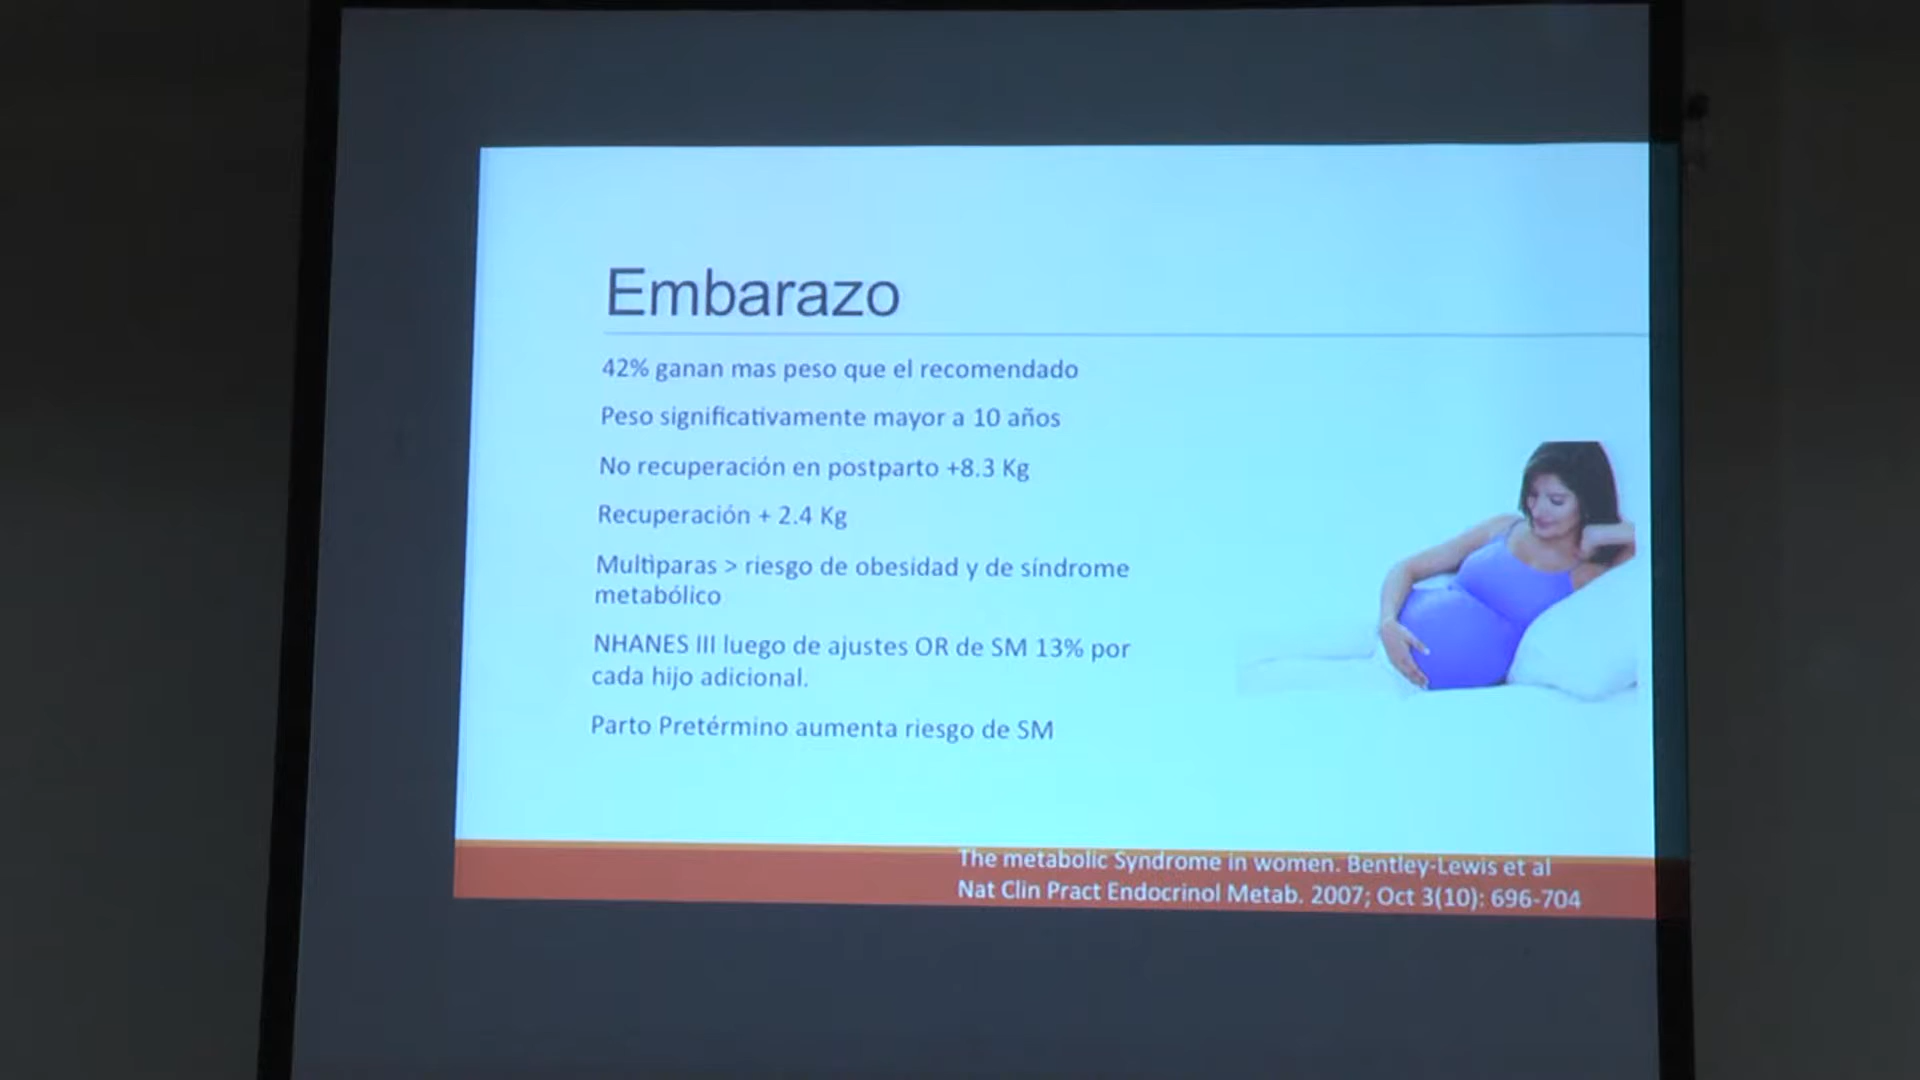 Embarazo
42% ganan mas peso que el recomendado
Peso significativamente mayor a 10 años
No recuperación en postparto +8.3 Kg
Recuperación + 2.4 Kg
Multiparas > riesgo de obesidad y de síndrome
metabólico
NHANES III luego de ajustes OR de SM 13% por
cada hijo adicional.
Parto Pretérmino aumenta riesgo de SM
The metabolic Syndrome in women. Bentley-Lewis et al
Nat Clin Pract Endocrinol Metab. 2007; Oct 3(10): 696-704